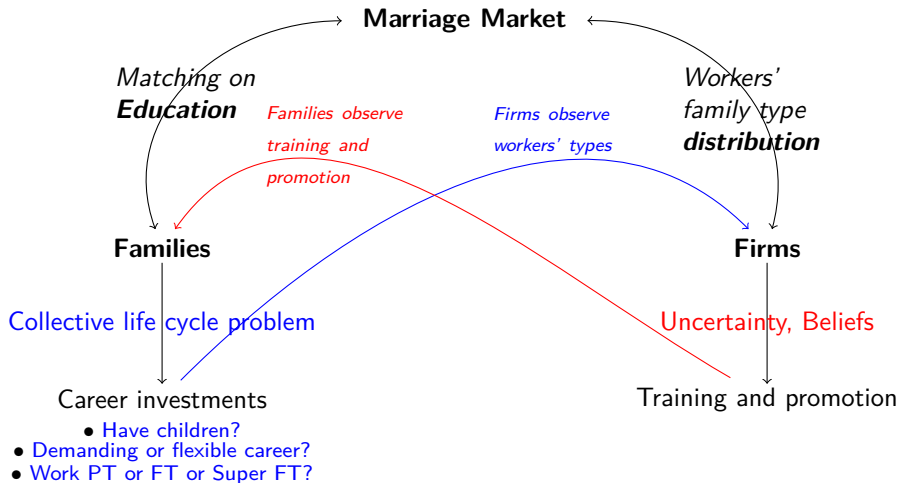 Marriage Market
Matching on
Education
Workers'
family type
distribution
Families observe
training and
promotion
Firms observe
workers' types
Families
Firms
Collective life cycle problem
Uncertainty, Beliefs
Career investments
Training and promotion
• Have children?
• Demanding or flexible career?
• Work PT or FT or Super FT?